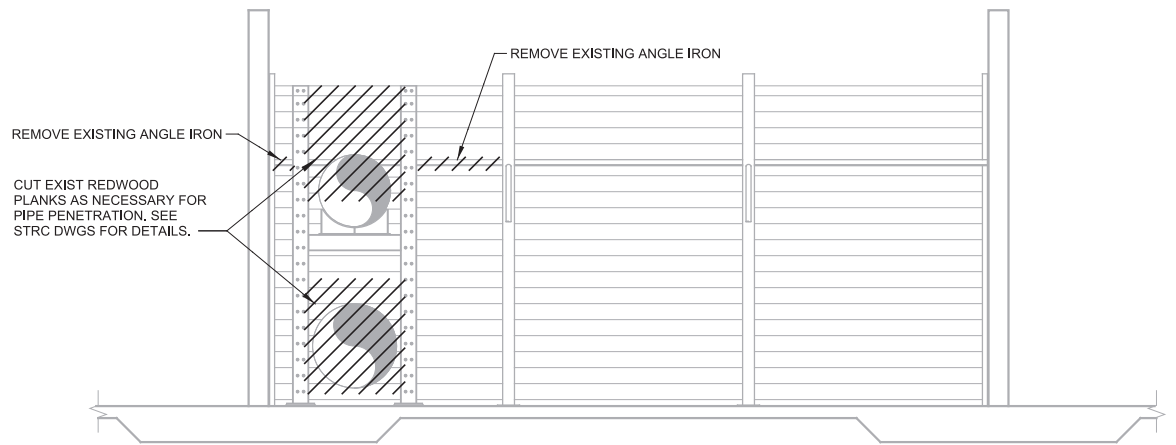 REMOVE EXISTING ANGLE IRON
REMOVE EXISTING ANGLE IRON
CUT EXIST REDWOOD
PLANKS AS NECESSARY FOR
PIPE PENETRATION. SEE
STRC DWGS FOR DETAILS.